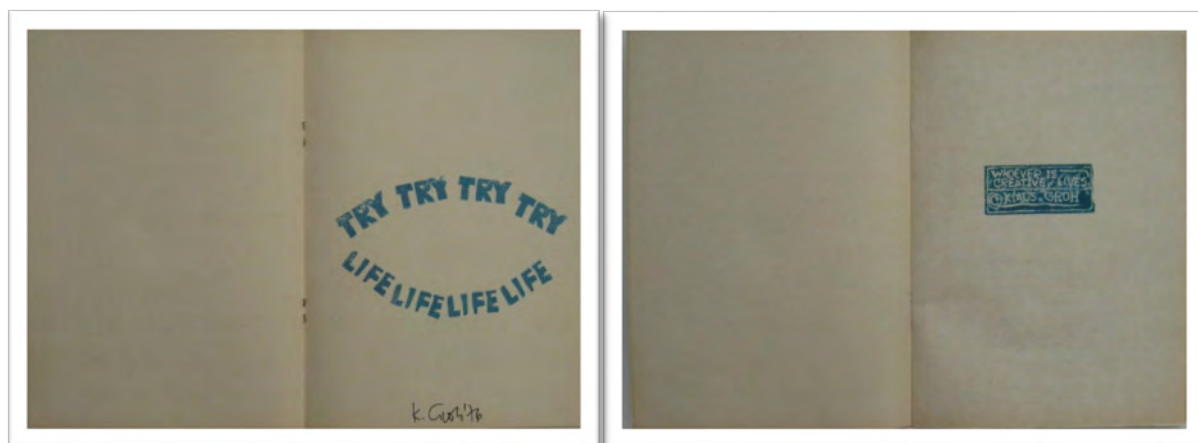 TRY TRY TRY TRY
LIFE LIFE LIFE LIFE
K. Groh '76
WHOEVER IS
CREATIVE / LIVES
© KLAUS GROH